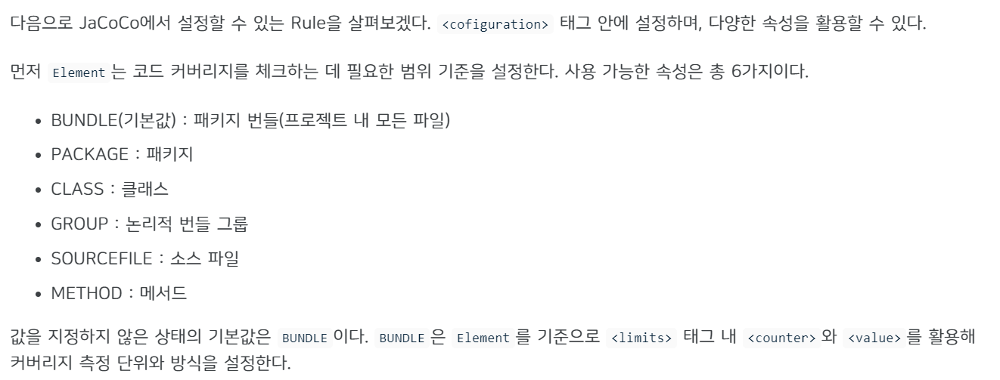 다음으로 JaCoCo에서 설정할 수 있는 Rule을 살펴보겠다. <cofiguration> 태그 안에 설정하며, 다양한 속성을 활용할 수 있다.
먼저 Element 는 코드 커버리지를 체크하는 데 필요한 범위 기준을 설정한다. 사용 가능한 속성은 총 6가지이다.
• BUNDLE(기본값) : 패키지 번들(프로젝트 내 모든 파일)
• PACKAGE : 패키지
• CLASS : 클래스
• GROUP : 논리적 번들 그룹
• SOURCEFILE : 소스 파일
• METHOD : 메서드
값을 지정하지 않은 상태의 기본값은 BUNDLE 이다. BUNDLE 은 Element 를 기준으로 <limits> 태그 내 <counter> 와 <value> 를 활용해
커버리지 측정 단위와 방식을 설정한다.